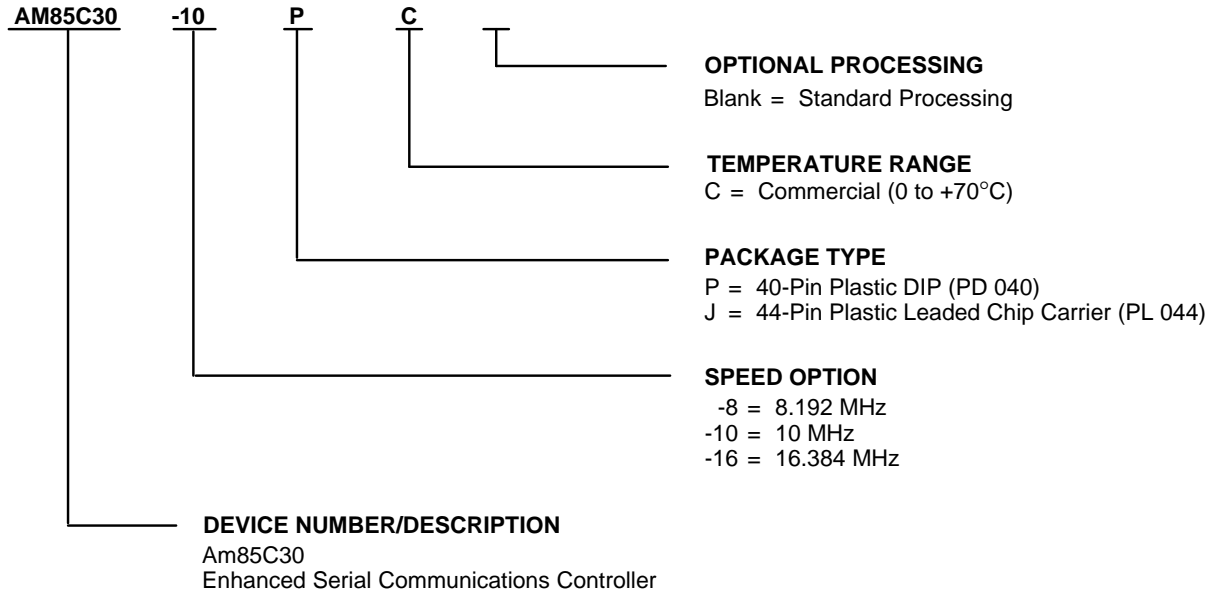 AM85C30 -10 P C
OPTIONAL PROCESSING
Blank = Standard Processing
TEMPERATURE RANGE
C = Commercial (0 to +70°C)
PACKAGE TYPE
P = 40-Pin Plastic DIP (PD 040)
J = 44-Pin Plastic Leaded Chip Carrier (PL 044)
SPEED OPTION
-8 = 8.192 MHz
-10 = 10 MHz
-16 = 16.384 MHz
DEVICE NUMBER/DESCRIPTION
Am85C30
Enhanced Serial Communications Controller